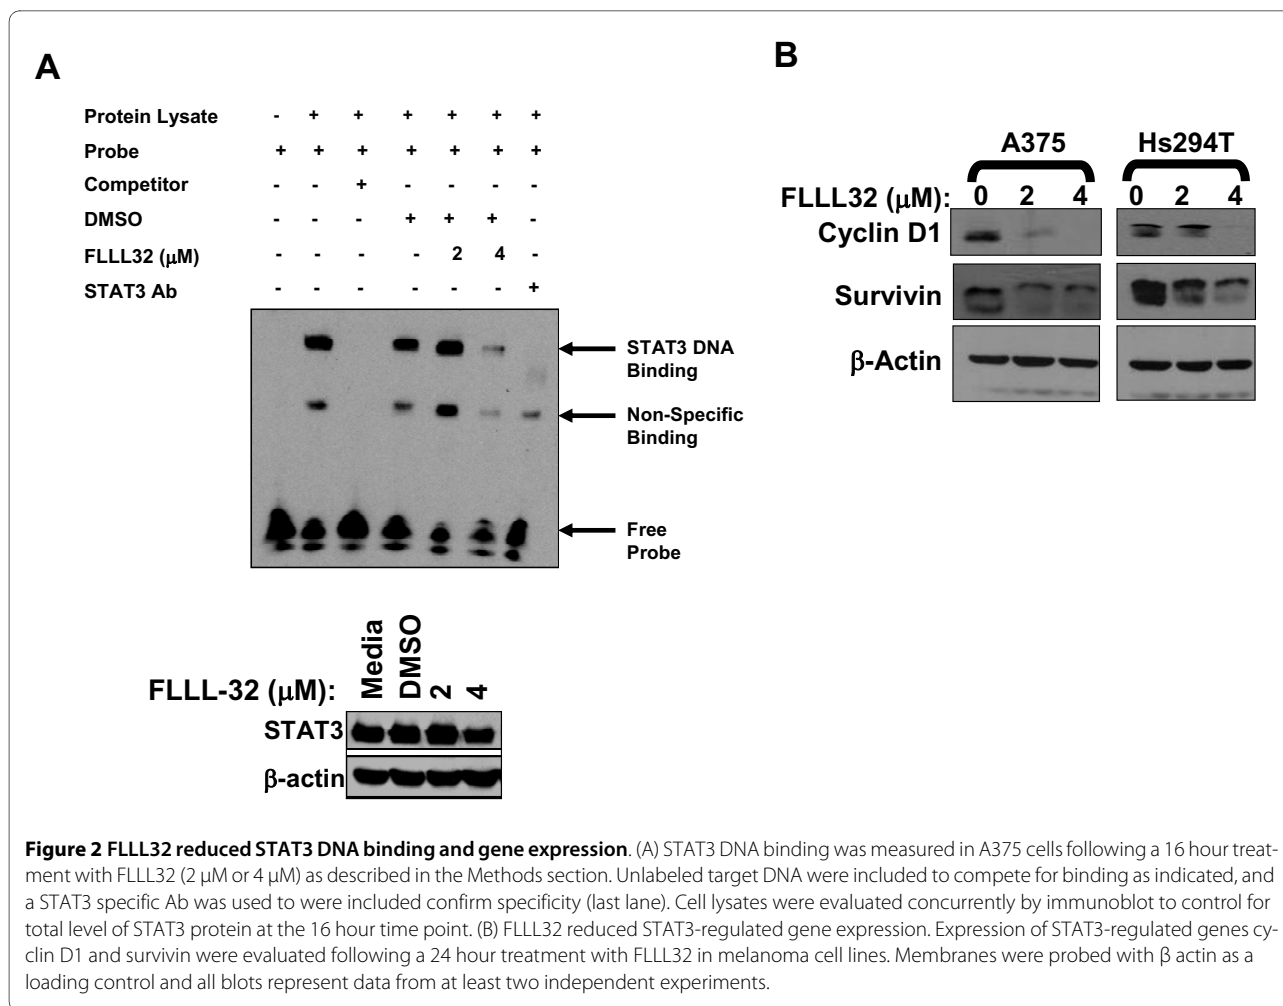 A
Protein Lysate - + + + + + +
Probe + + + + + + +
Competitor - - + - - - -
DMSO - - - + + + -
FLLL32 (µM) - - - - 2 4 -
STAT3 Ab - - - - - - +
STAT3 DNA
Binding
Non-Specific
Binding
Free
Probe
FLLL-32 (µM): Media DMSO 2 4
STAT3
β-actin
B
A375 Hs294T
FLLL32 (µM): 0 2 4 0 2 4
Cyclin D1
Survivin
β-Actin
Figure 2 FLLL32 reduced STAT3 DNA binding and gene expression. (A) STAT3 DNA binding was measured in A375 cells following a 16 hour treat-
ment with FLLL32 (2 µM or 4 µM) as described in the Methods section. Unlabeled target DNA were included to compete for binding as indicated, and
a STAT3 specific Ab was used to were included confirm specificity (last lane). Cell lysates were evaluated concurrently by immunoblot to control for
total level of STAT3 protein at the 16 hour time point. (B) FLLL32 reduced STAT3-regulated gene expression. Expression of STAT3-regulated genes cy-
clin D1 and survivin were evaluated following a 24 hour treatment with FLLL32 in melanoma cell lines. Membranes were probed with β actin as a
loading control and all blots represent data from at least two independent experiments.